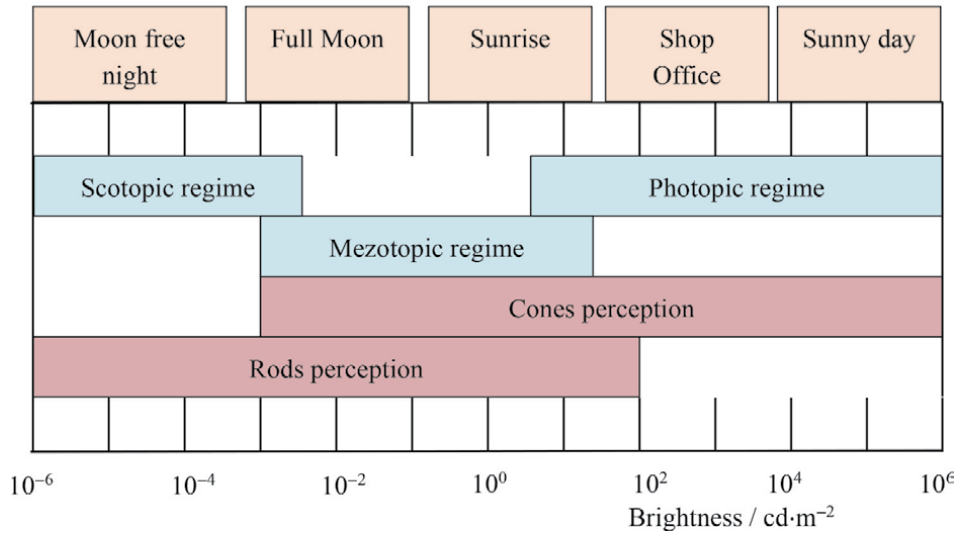 Moon free
night
Full Moon
Sunrise
Shop
Office
Sunny day
Scotopic regime
Photopic regime
Mezotopic regime
Cones perception
Rods perception
10⁻⁶
10⁻⁴
10⁻²
10⁰
10²
10⁴
10⁶
Brightness / cd·m⁻²